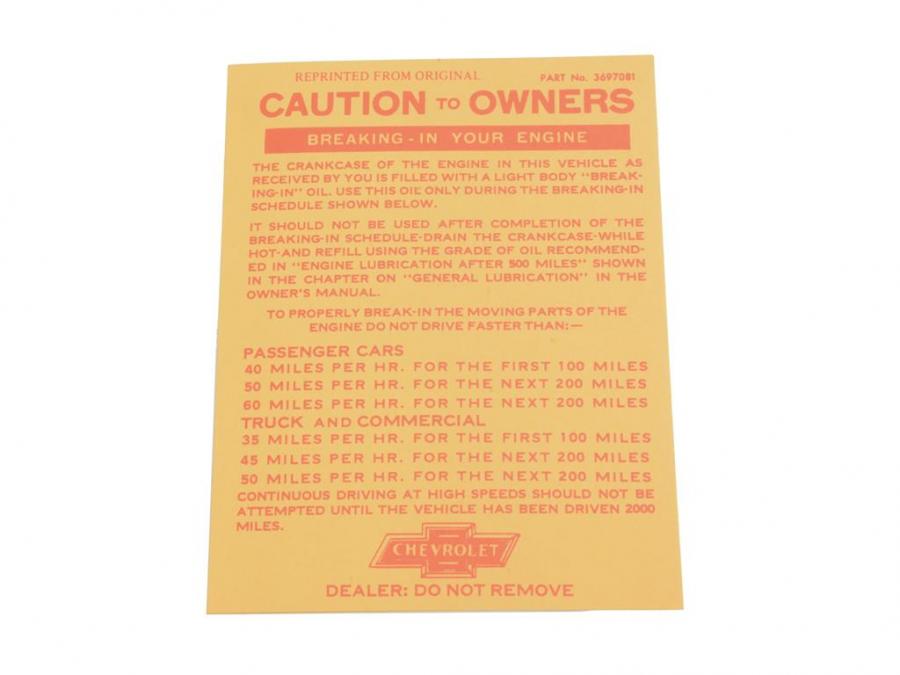 REPRINTED FROM ORIGINAL PART No. 3697081
CAUTION TO OWNERS
BREAKING-IN YOUR ENGINE
THE CRANKCASE OF THE ENGINE IN THIS VEHICLE AS
RECEIVED BY YOU IS FILLED WITH A LIGHT BODY "BREAK-
ING-IN" OIL. USE THIS OIL ONLY DURING THE BREAKING-IN
SCHEDULE SHOWN BELOW.
IT SHOULD NOT BE USED AFTER COMPLETION OF THE
BREAKING-IN SCHEDULE-DRAIN THE CRANKCASE-WHILE
HOT-AND REFILL USING THE GRADE OF OIL RECOMMEND-
ED IN "ENGINE LUBRICATION AFTER 500 MILES" SHOWN
IN THE CHAPTER ON "GENERAL LUBRICATION" IN THE
OWNER'S MANUAL.
TO PROPERLY BREAK-IN THE MOVING PARTS OF THE
ENGINE DO NOT DRIVE FASTER THAN:—
PASSENGER CARS
40 MILES PER HR. FOR THE FIRST 100 MILES
50 MILES PER HR. FOR THE NEXT 200 MILES
60 MILES PER HR. FOR THE NEXT 200 MILES
TRUCK AND COMMERCIAL
35 MILES PER HR. FOR THE FIRST 100 MILES
45 MILES PER HR. FOR THE NEXT 200 MILES
50 MILES PER HR. FOR THE NEXT 200 MILES
CONTINUOUS DRIVING AT HIGH SPEEDS SHOULD NOT BE
ATTEMPTED UNTIL THE VEHICLE HAS BEEN DRIVEN 2000
MILES.
CHEVROLET
DEALER: DO NOT REMOVE